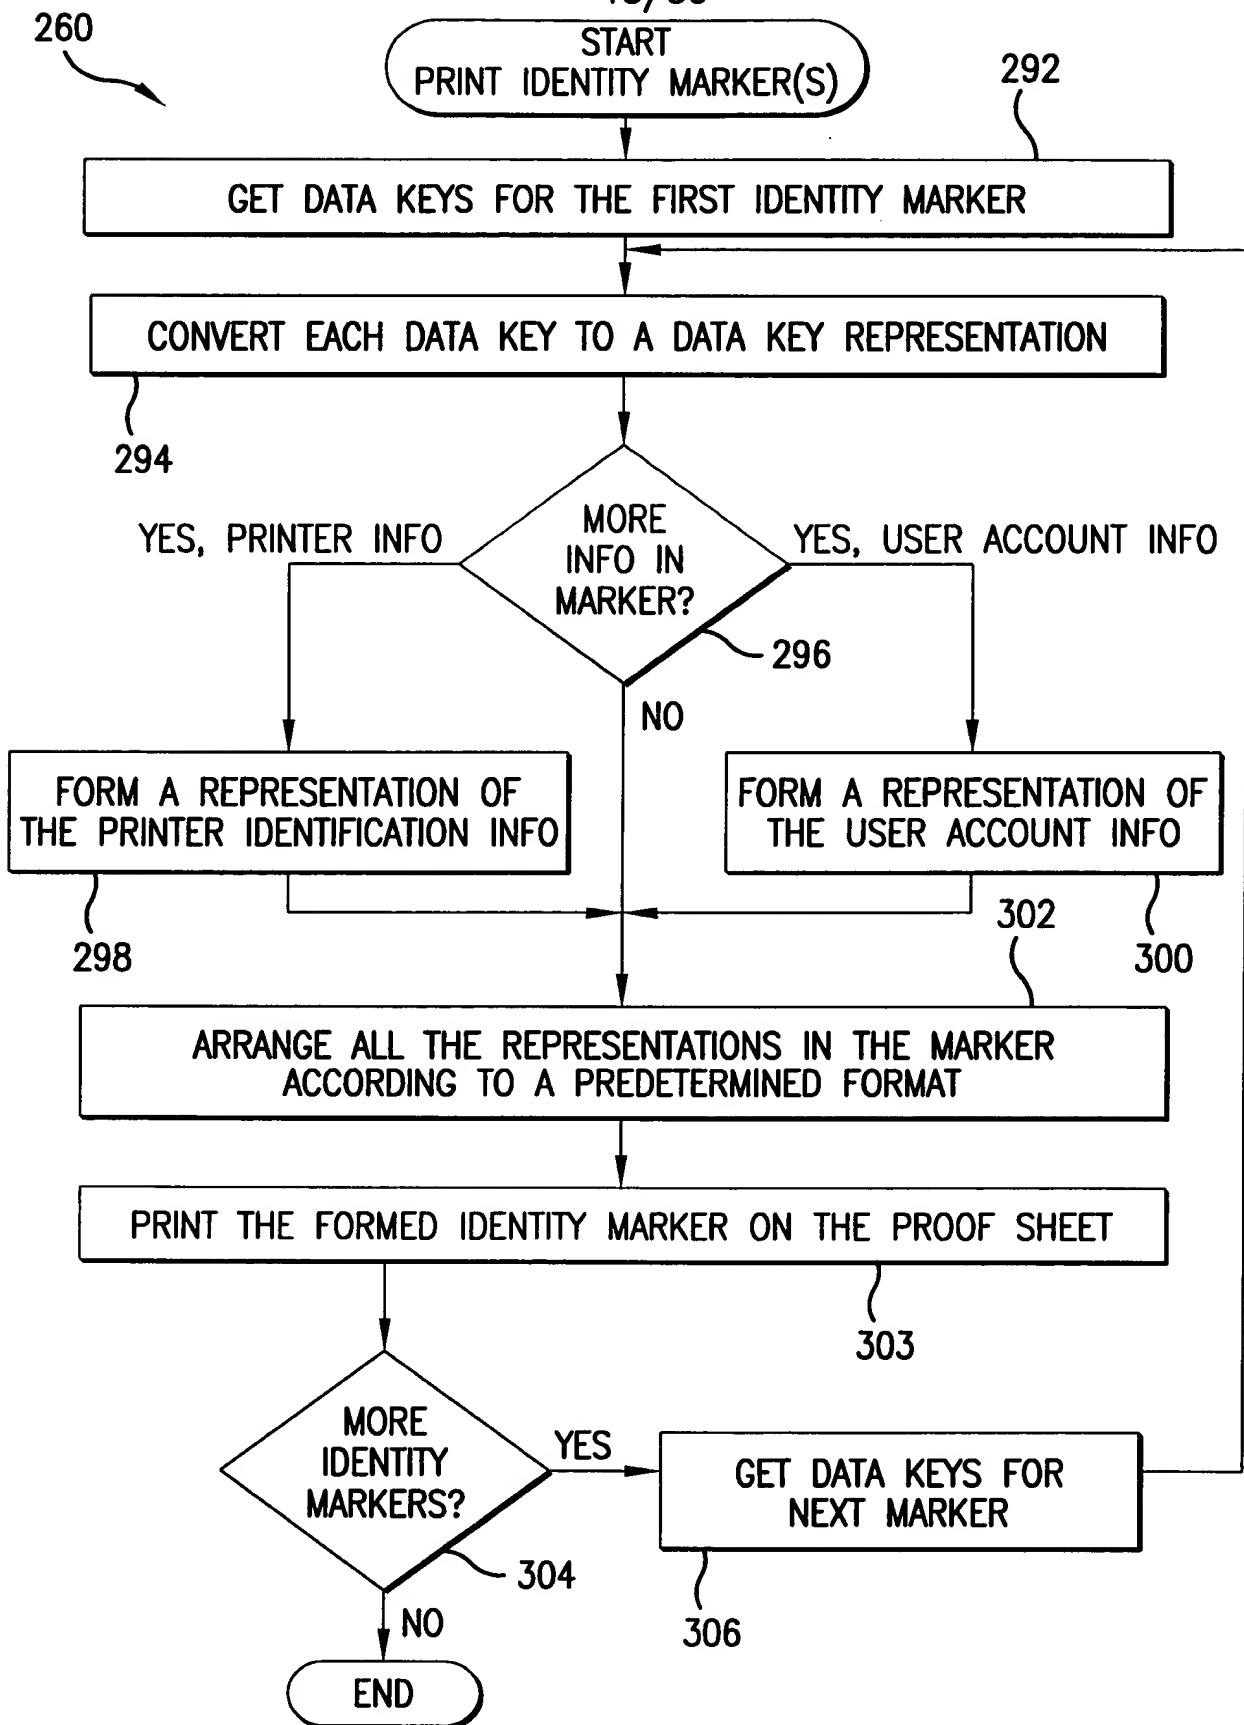 260
START
PRINT IDENTITY MARKER(S)
292
GET DATA KEYS FOR THE FIRST IDENTITY MARKER
CONVERT EACH DATA KEY TO A DATA KEY REPRESENTATION
294
MORE
INFO IN
MARKER?
YES, PRINTER INFO
YES, USER ACCOUNT INFO
296
NO
FORM A REPRESENTATION OF
THE PRINTER IDENTIFICATION INFO
298
FORM A REPRESENTATION OF
THE USER ACCOUNT INFO
300
302
ARRANGE ALL THE REPRESENTATIONS IN THE MARKER
ACCORDING TO A PREDETERMINED FORMAT
PRINT THE FORMED IDENTITY MARKER ON THE PROOF SHEET
303
MORE
IDENTITY
MARKERS?
YES
GET DATA KEYS FOR
NEXT MARKER
304
306
NO
END